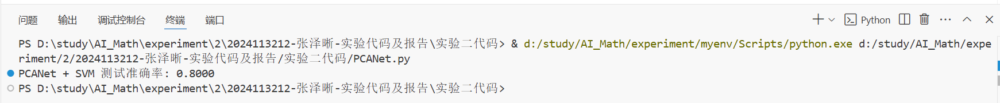 问题 输出 调试控制台 终端 端口 Python
PS D:\study\AI_Math\experiment\2\2024113212-张泽晰-实验代码及报告\实验二代码> & d:/study/AI_Math/experiment/myenv/Scripts/python.exe d:/study/AI_Math/expe
riment/2/2024113212-张泽晰-实验代码及报告/实验二代码/PCANet.py
PCANet + SVM 测试准确率: 0.8000
PS D:\study\AI_Math\experiment\2\2024113212-张泽晰-实验代码及报告\实验二代码>